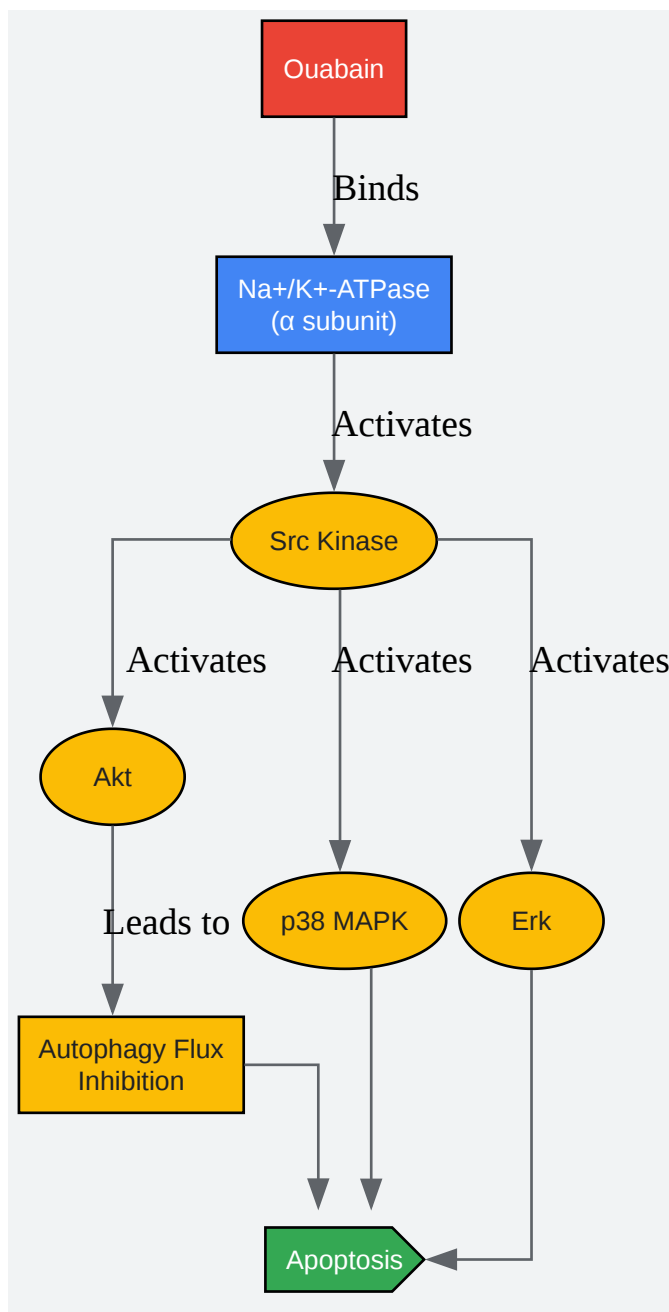 Ouabain
Binds
Na+/K+-ATPase
(α subunit)
Activates
Src Kinase
Activates
Activates
Activates
Akt
Leads to
p38 MAPK
Erk
Autophagy Flux
Inhibition
Apoptosis